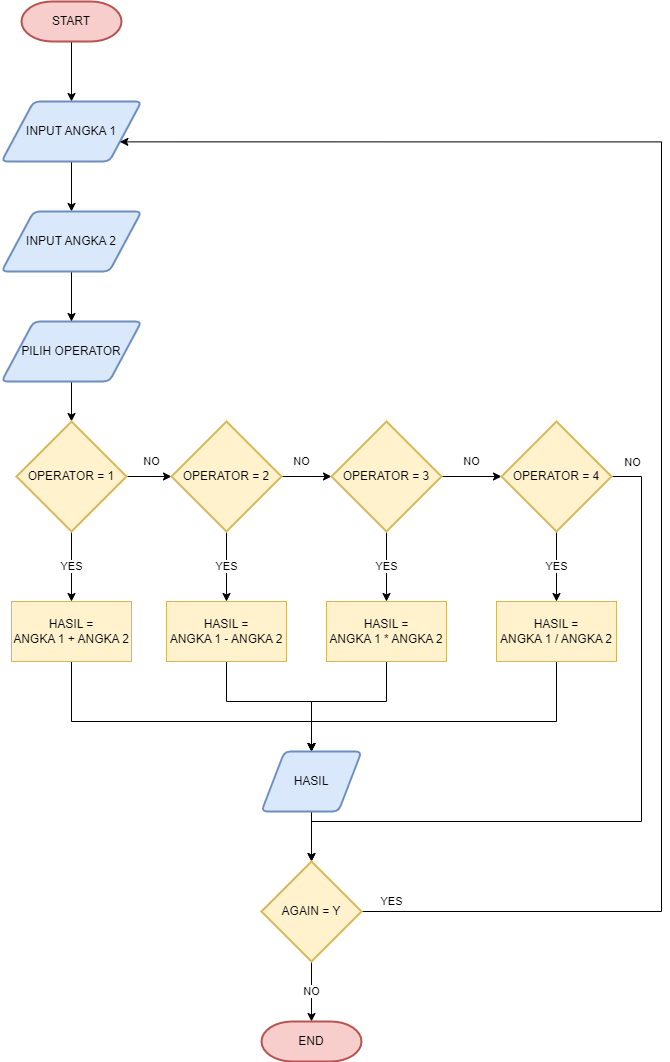 START
INPUT ANGKA 1
INPUT ANGKA 2
PILIH OPERATOR
OPERATOR = 1
NO
OPERATOR = 2
NO
OPERATOR = 3
NO
OPERATOR = 4
NO
YES
YES
YES
YES
HASIL =
ANGKA 1 + ANGKA 2
HASIL =
ANGKA 1 - ANGKA 2
HASIL =
ANGKA 1 * ANGKA 2
HASIL =
ANGKA 1 / ANGKA 2
HASIL
AGAIN = Y
YES
NO
END